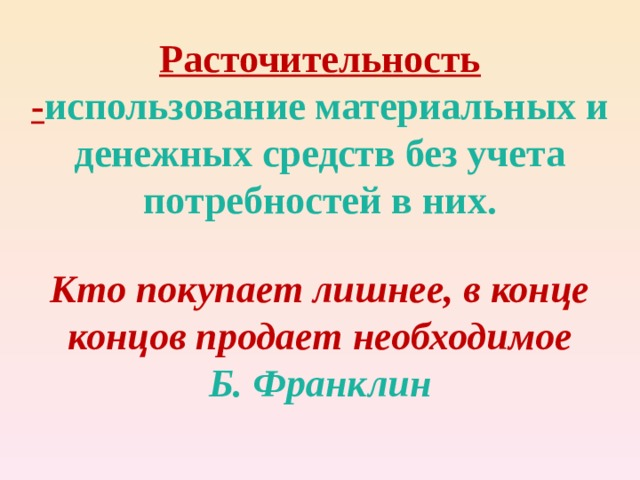 Расточительность
-использование материальных и
денежных средств без учета
потребностей в них.
Кто покупает лишнее, в конце
концов продает необходимое
Б. Франклин